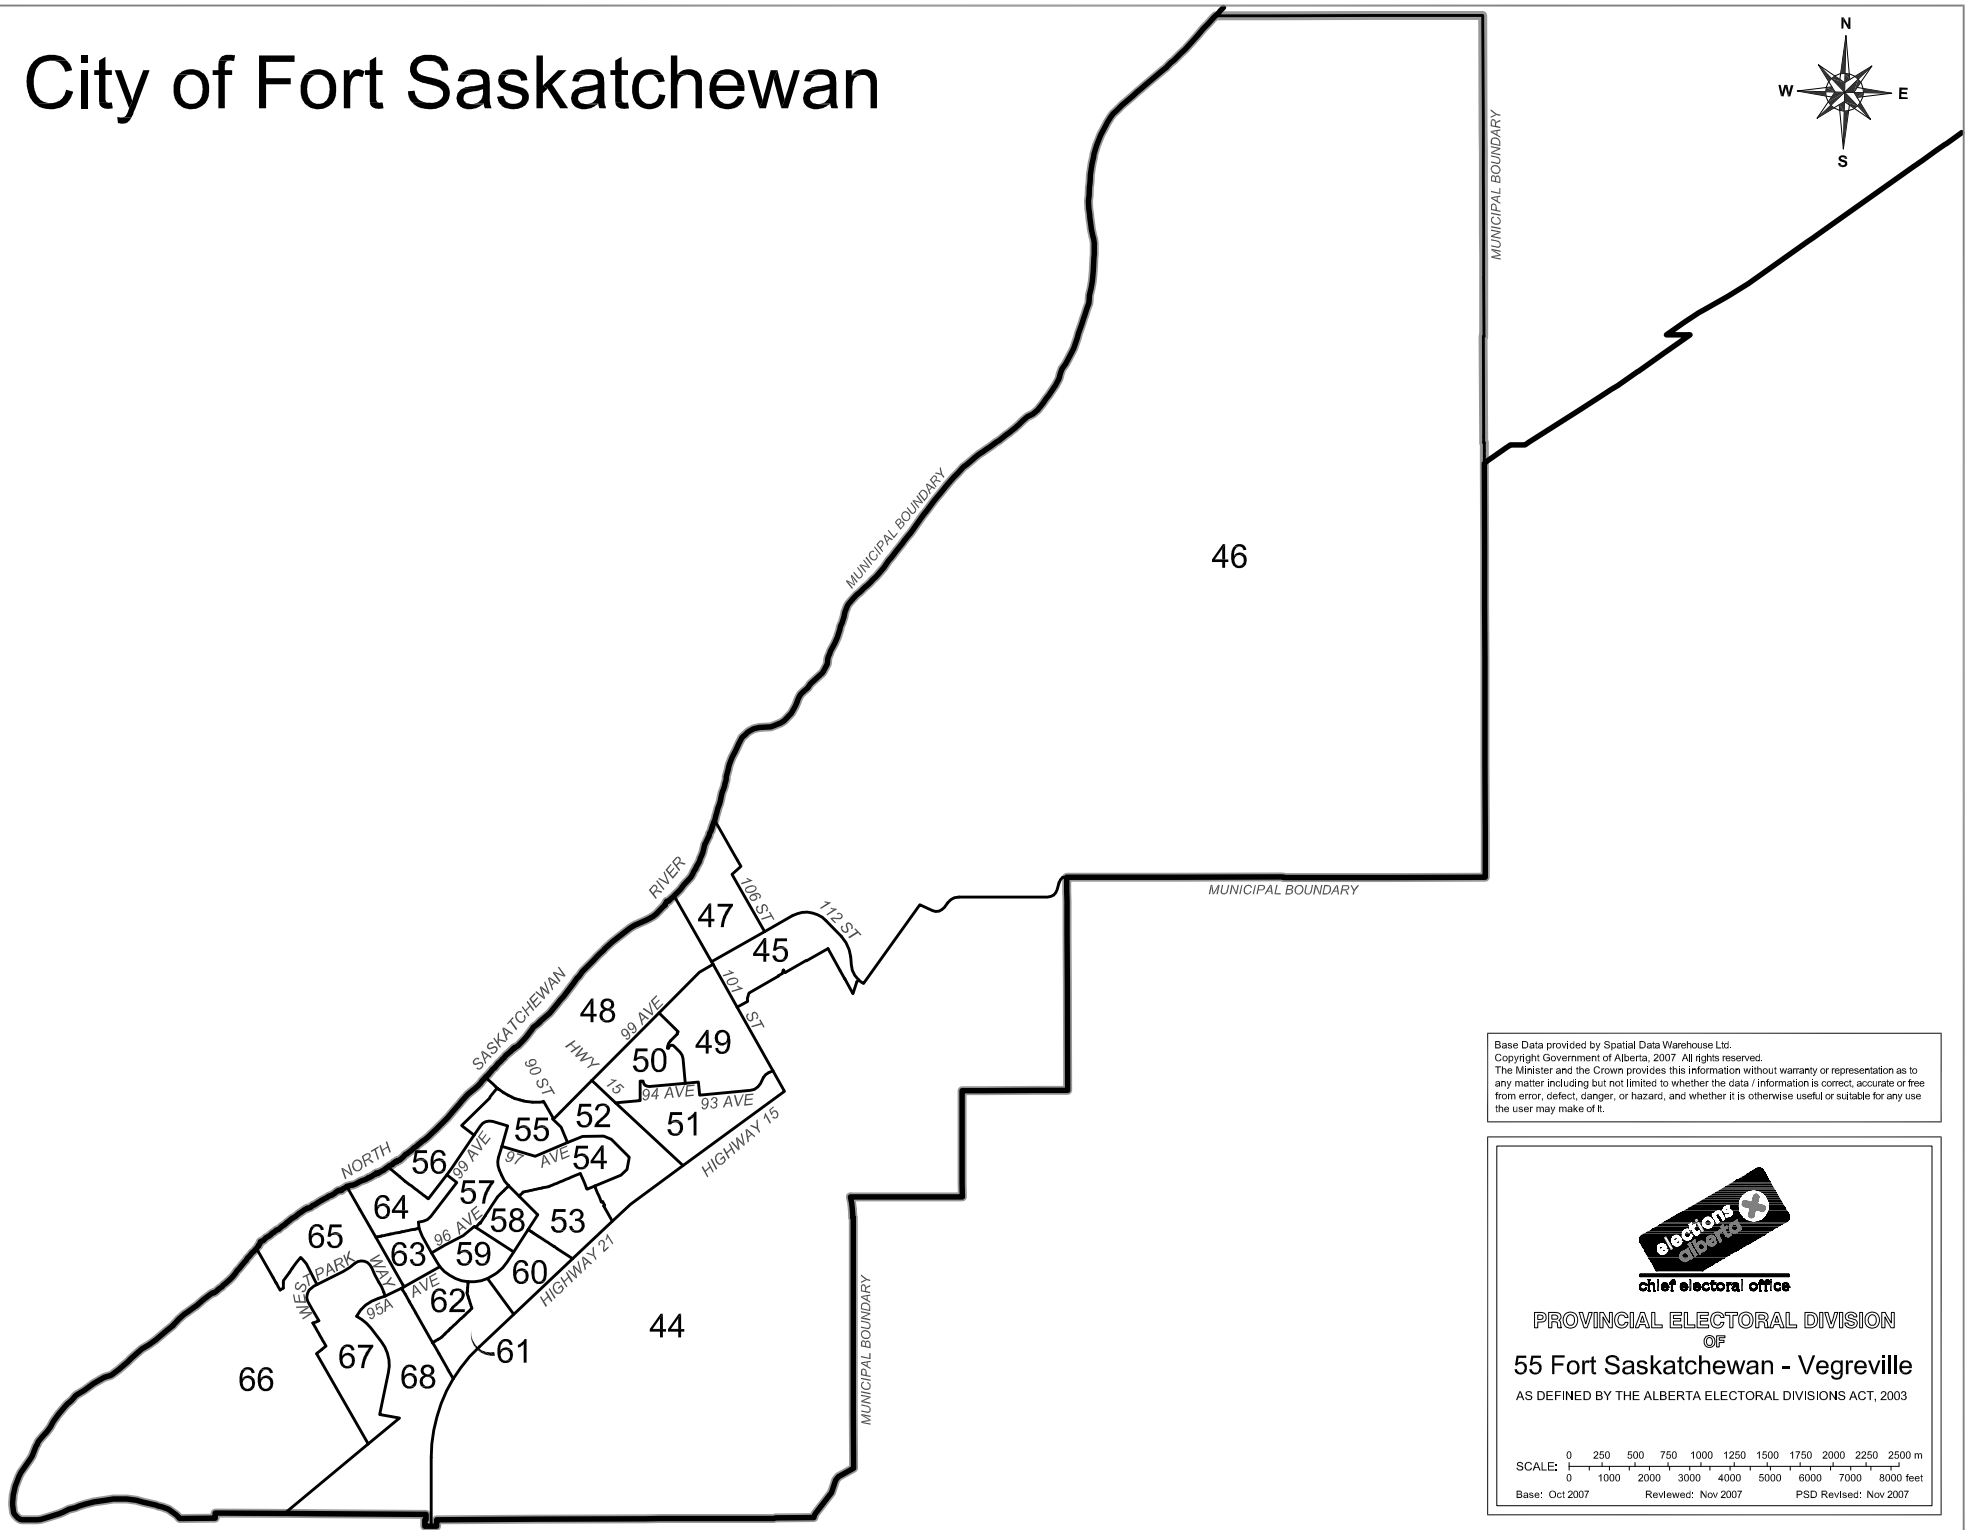 City of Fort Saskatchewan
N
W
E
S
MUNICIPAL BOUNDARY
MUNICIPAL BOUNDARY
46
MUNICIPAL BOUNDARY
RIVER
47
106 ST
112 ST
45
101 ST
SASKATCHEWAN
48
99 AVE
49
HWY 15
50
90 ST
94 AVE
93 AVE
52
51
55
HIGHWAY 15
NORTH
56
99 AVE
97 AVE
54
57
64
58
53
96 AVE
65
63
59
60
HIGHWAY 21
WEST PARK WAY
95A AVE
62
44
MUNICIPAL BOUNDARY
61
67
66
68
Base Data provided by Spatial Data Warehouse Ltd.
Copyright Government of Alberta, 2007 All rights reserved.
The Minister and the Crown provides this information without warranty or representation as to
any matter including but not limited to whether the data / information is correct, accurate or free
from error, defect, danger, or hazard, and whether it is otherwise useful or suitable for any use
the user may make of it.
elections
alberta
chief electoral office
PROVINCIAL ELECTORAL DIVISION
OF
55 Fort Saskatchewan - Vegreville
AS DEFINED BY THE ALBERTA ELECTORAL DIVISIONS ACT, 2003
0 250 500 750 1000 1250 1500 1750 2000 2250 2500 m
SCALE:
0 1000 2000 3000 4000 5000 6000 7000 8000 feet
Base: Oct 2007 Reviewed: Nov 2007 PSD Revised: Nov 2007